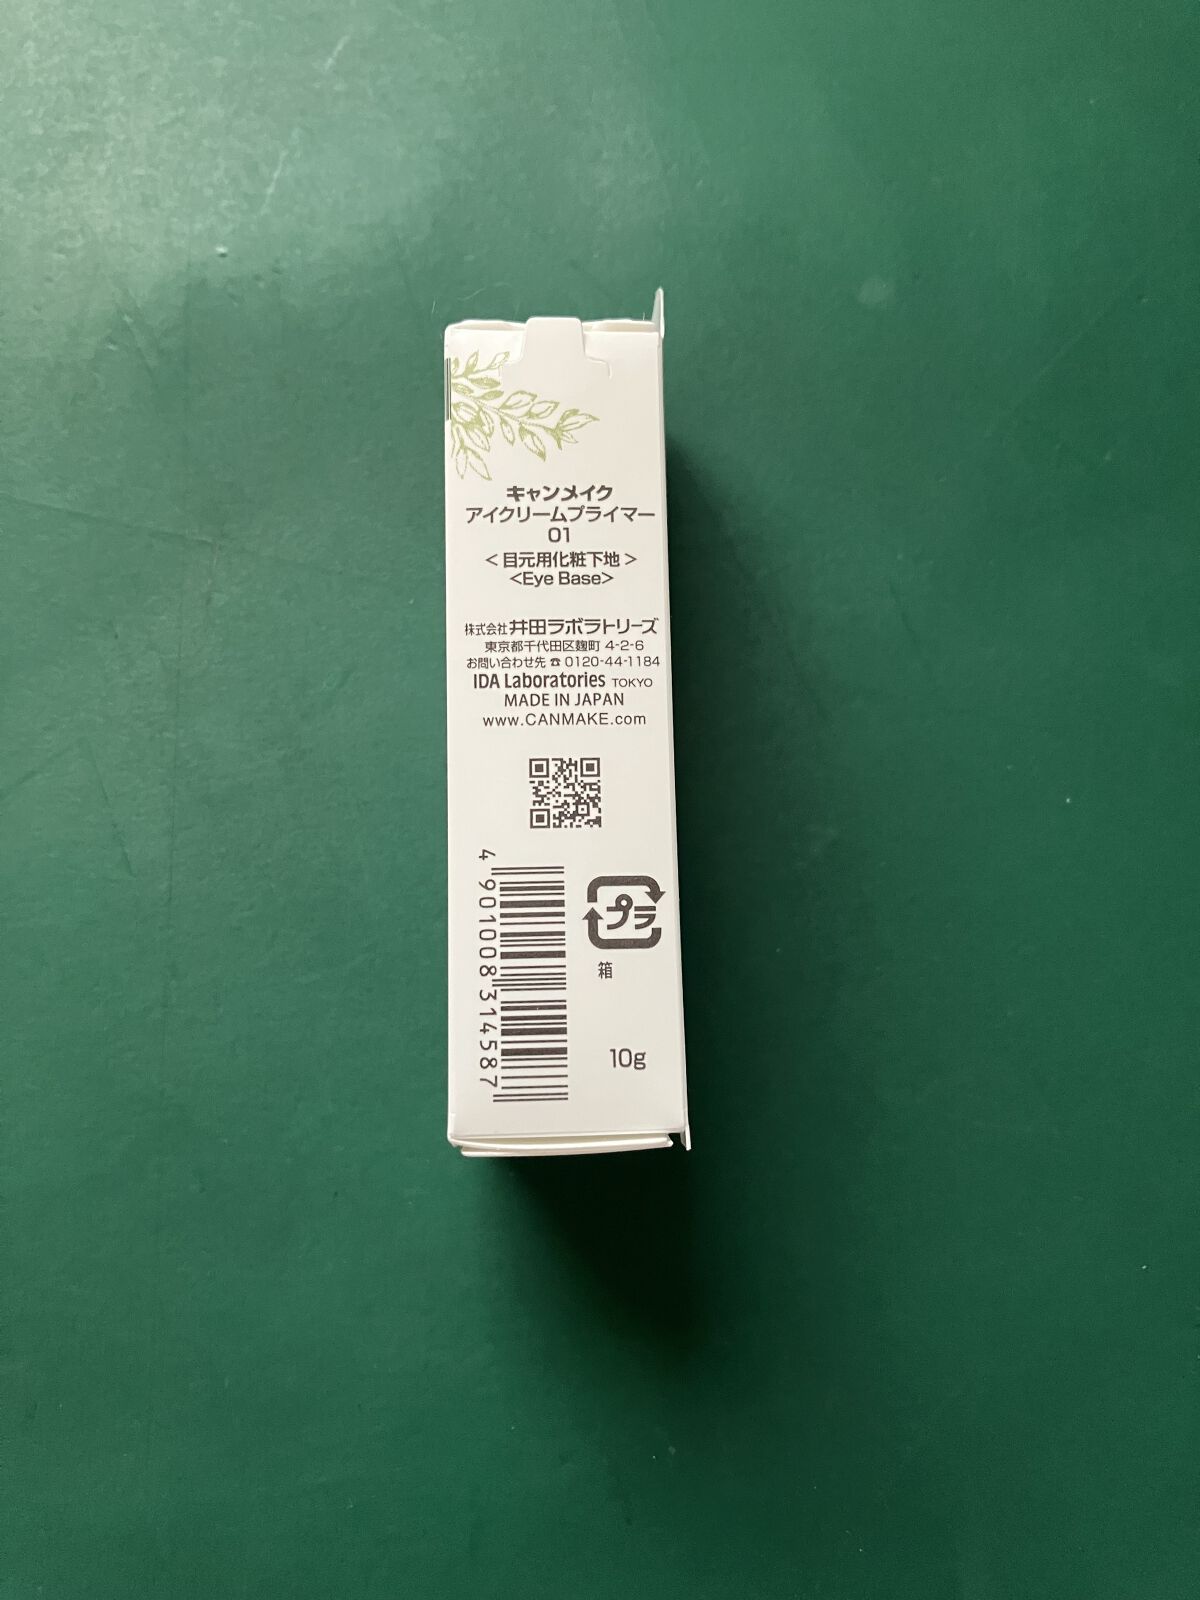 キャンメイク
アイクリームプライマー
01
<目元用化粧下地>
<Eye Base>
株式会社井田ラボラトリーズ
東京都千代田区麹町 4-2-6
お問い合わせ先 ☎ 0120-44-1184
IDA Laboratories TOKYO
MADE IN JAPAN
www.CANMAKE.com
4 901008 314587
プラ
箱
10g